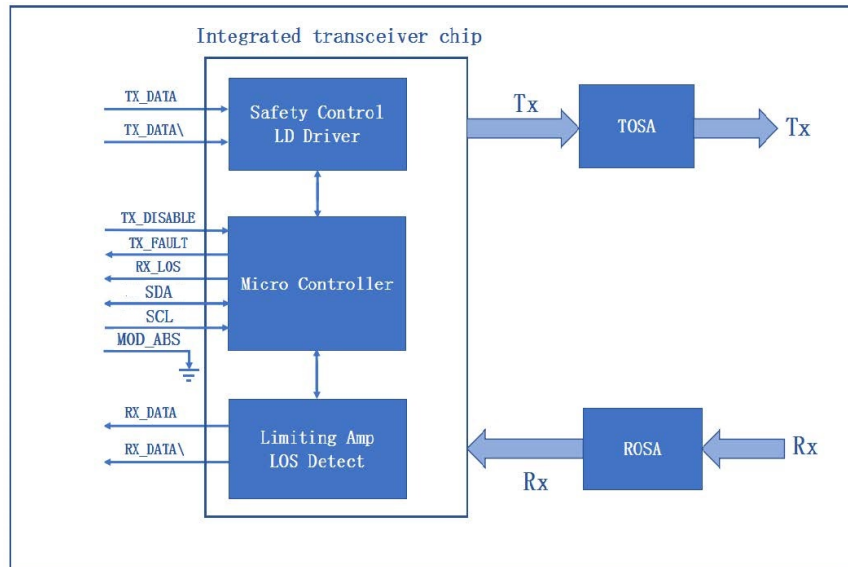 Integrated transceiver chip
TX_DATA
TX_DATA\
Safety Control
LD Driver
Tx
TOSA
Tx
TX_DISABLE
TX_FAULT
RX_LOS
SDA
SCL
MOD_ABS
Micro Controller
RX_DATA
RX_DATA\
Limiting Amp
LOS Detect
Rx
ROSA
Rx